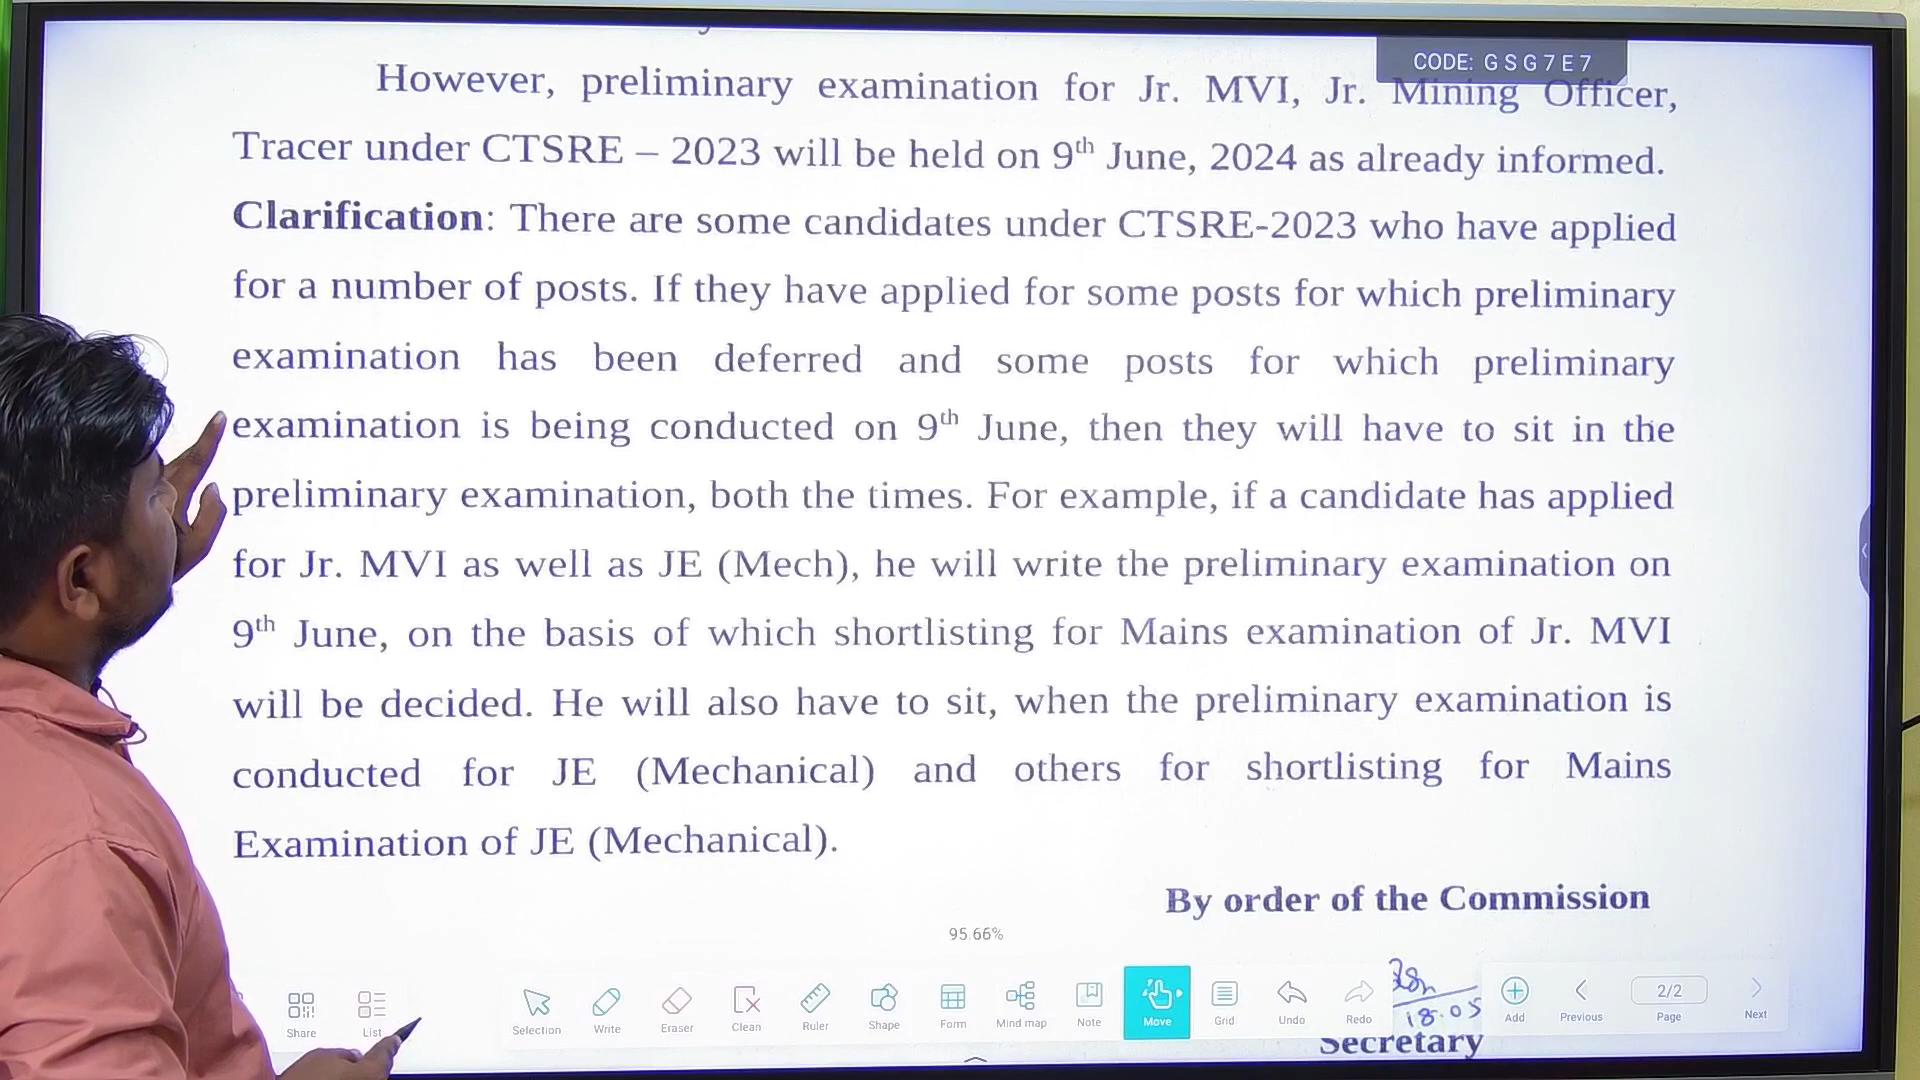 CODE: G S G 7 E 7
However, preliminary examination for Jr. MVI, Jr. Mining Officer,
Tracer under CTSRE – 2023 will be held on 9th June, 2024 as already informed.
Clarification: There are some candidates under CTSRE-2023 who have applied
for a number of posts. If they have applied for some posts for which preliminary
examination has been deferred and some posts for which preliminary
examination is being conducted on 9th June, then they will have to sit in the
preliminary examination, both the times. For example, if a candidate has applied
for Jr. MVI as well as JE (Mech), he will write the preliminary examination on
9th June, on the basis of which shortlisting for Mains examination of Jr. MVI
will be decided. He will also have to sit, when the preliminary examination is
conducted for JE (Mechanical) and others for shortlisting for Mains
Examination of JE (Mechanical).
By order of the Commission
95.66%
18.05
Secretary
Share List Selection Write Eraser Clean Ruler Shape Form Mind map Note Move Grid Undo Redo Add Previous 2/2 Page Next